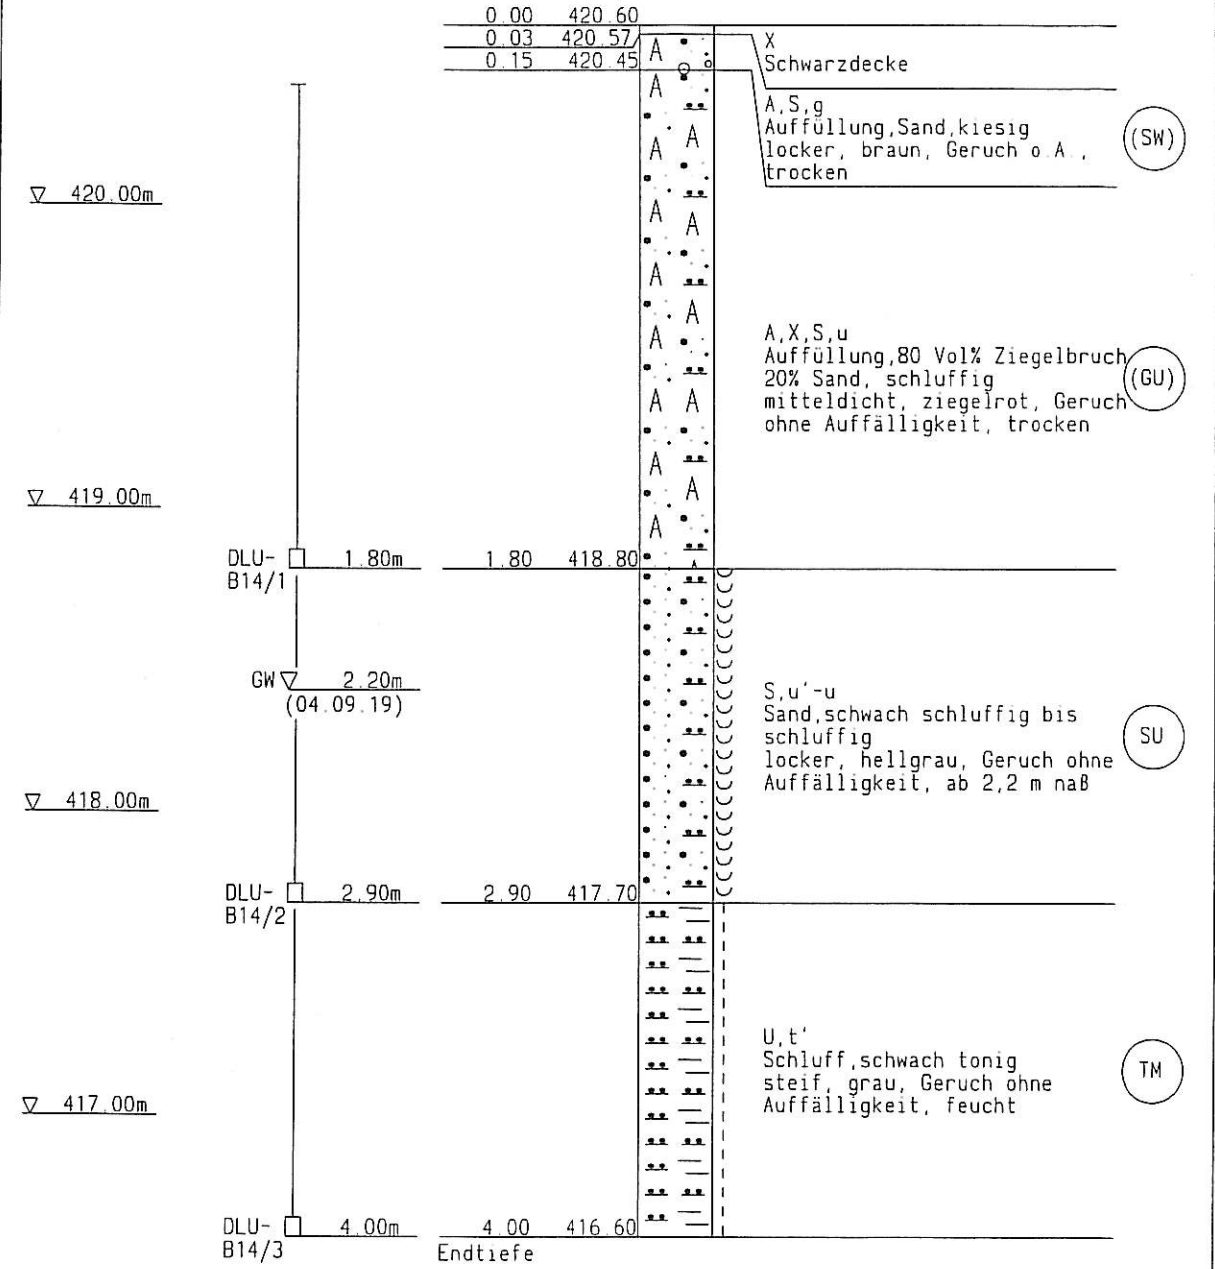 0.00 420.60
0.03 420.57
0.15 420.45
X
Schwarzdecke
A,S,g
Auffüllung,Sand,kiesig
locker, braun, Geruch o.A.,
trocken
(SW)
420.00m
A,X,S,u
Auffüllung,80 Vol% Ziegelbruch
20% Sand, schluffig
mitteldicht, ziegelrot, Geruch
ohne Auffälligkeit, trocken
(GU)
419.00m
DLU-
B14/1
1.80m
1.80 418.80
GW 2.20m
(04.09.19)
S,u'-u
Sand,schwach schluffig bis
schluffig
locker, hellgrau, Geruch ohne
Auffälligkeit, ab 2,2 m naß
SU
418.00m
DLU-
B14/2
2.90m
2.90 417.70
U,t'
Schluff,schwach tonig
steif, grau, Geruch ohne
Auffälligkeit, feucht
TM
417.00m
DLU-
B14/3
4.00m
4.00 416.60
Endtiefe
A
A
A
A
A
A
A
A
A
A
A
A
A
A